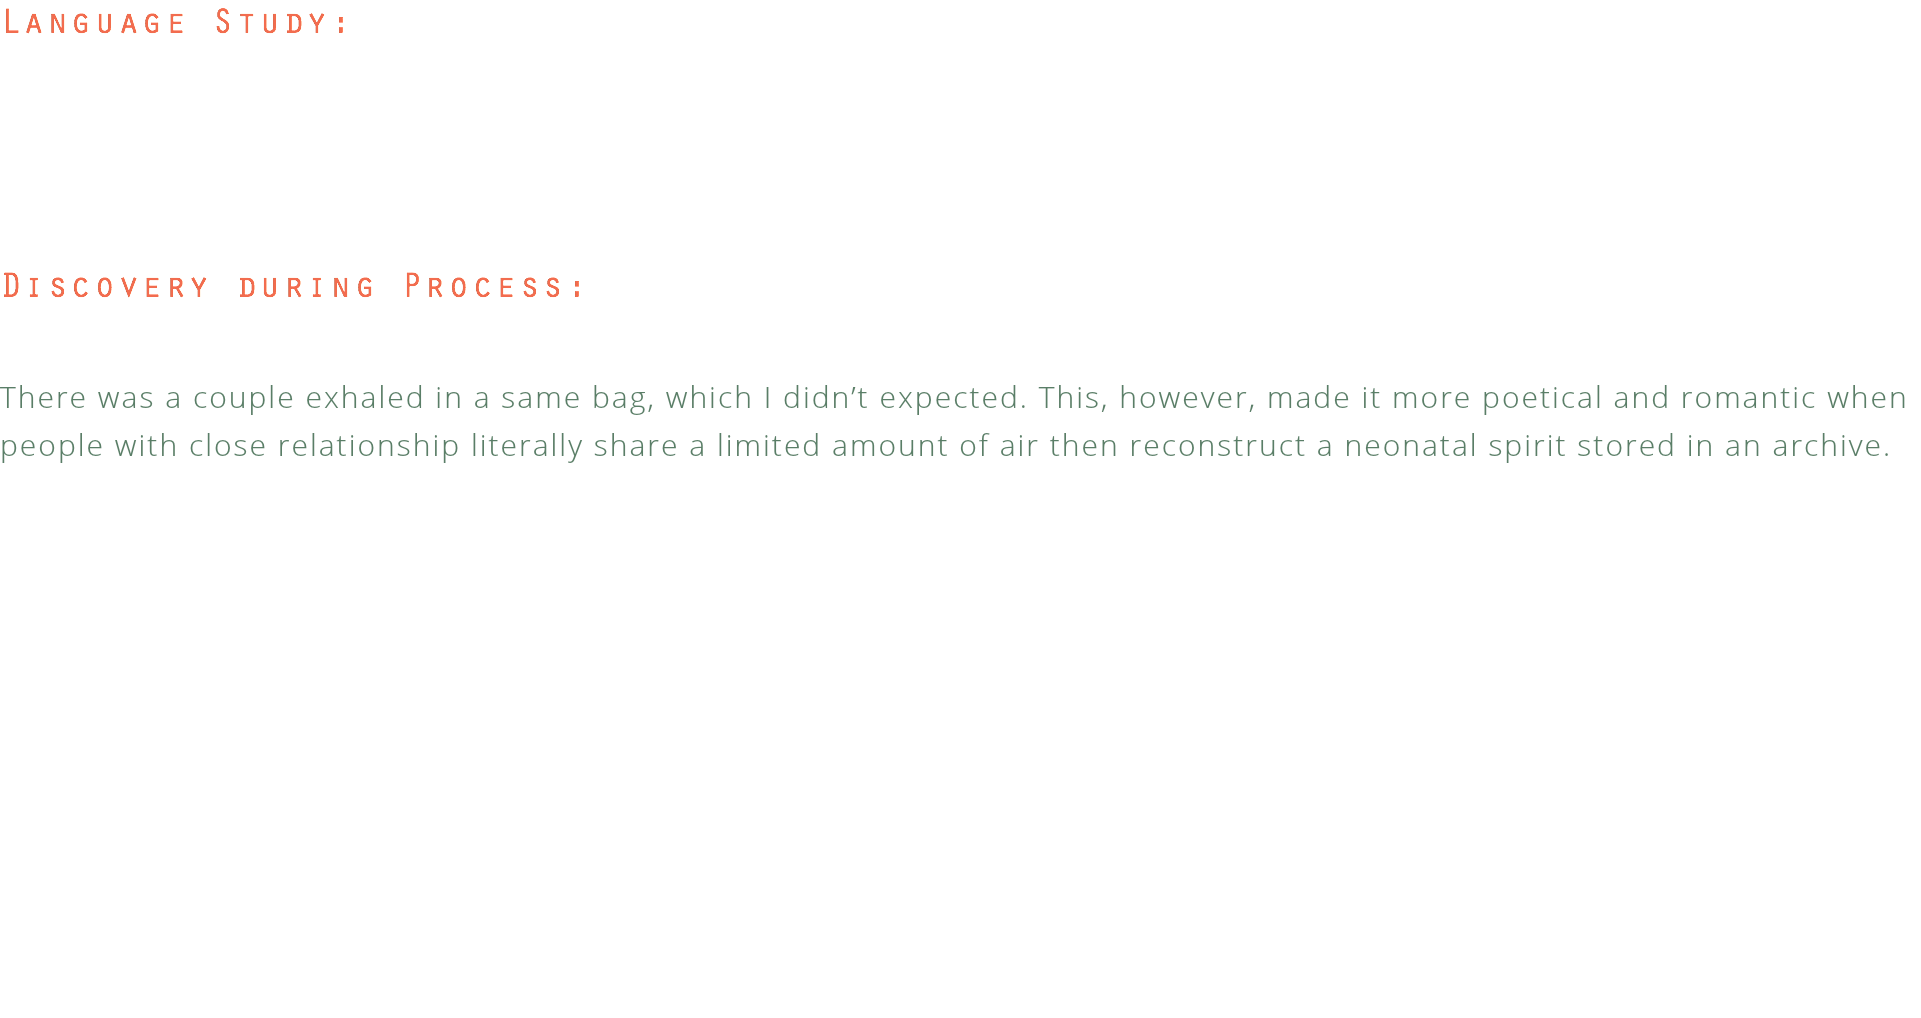 Language Study:
Discovery during Process:
There was a couple exhaled in a same bag, which I didn’t expected. This, however, made it more poetical and romantic when
people with close relationship literally share a limited amount of air then reconstruct a neonatal spirit stored in an archive.